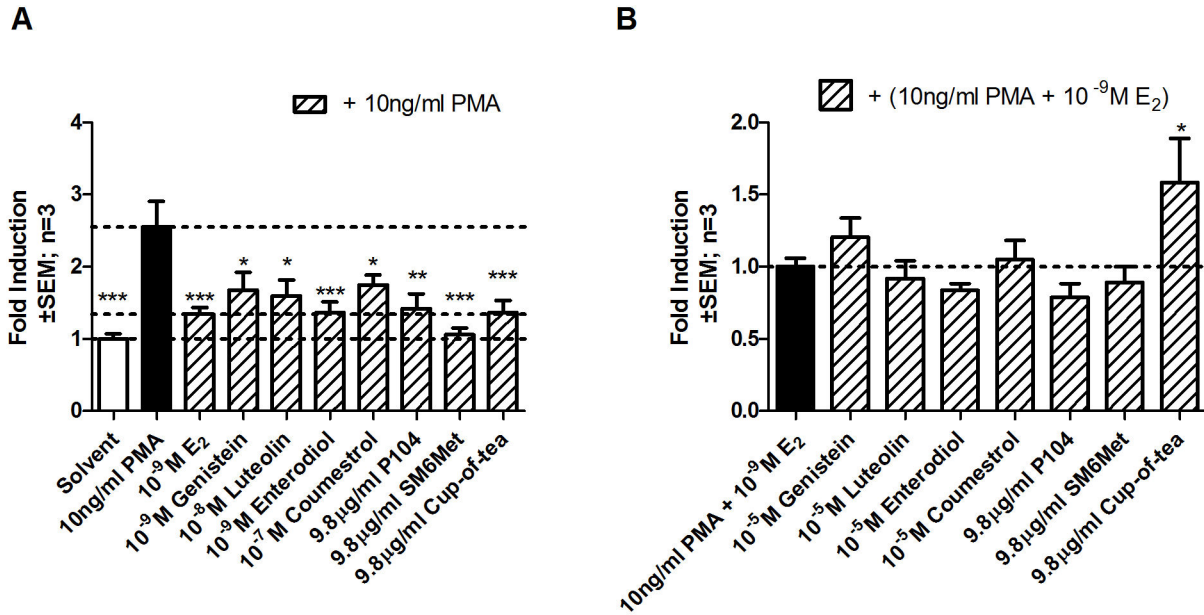 A
+ 10ng/ml PMA
Fold Induction
±SEM; n=3
4
3
2
1
0
***
***
*
*
***
*
**
***
***
Solvent
10ng/ml PMA
10⁻⁹M E₂
10⁻⁹M Genistein
10⁻⁸M Luteolin
10⁻⁹M Enterodiol
10⁻⁷M Coumestrol
9.8µg/ml P104
9.8µg/ml SM6Met
9.8µg/ml Cup-of-tea
B
+ (10ng/ml PMA + 10⁻⁹M E₂)
Fold Induction
±SEM; n=3
2.0
1.5
1.0
0.5
0.0
*
10ng/ml PMA + 10⁻⁹M E₂
10⁻⁵M Genistein
10⁻⁵M Luteolin
10⁻⁵M Enterodiol
10⁻⁵M Coumestrol
9.8µg/ml P104
9.8µg/ml SM6Met
9.8µg/ml Cup-of-tea